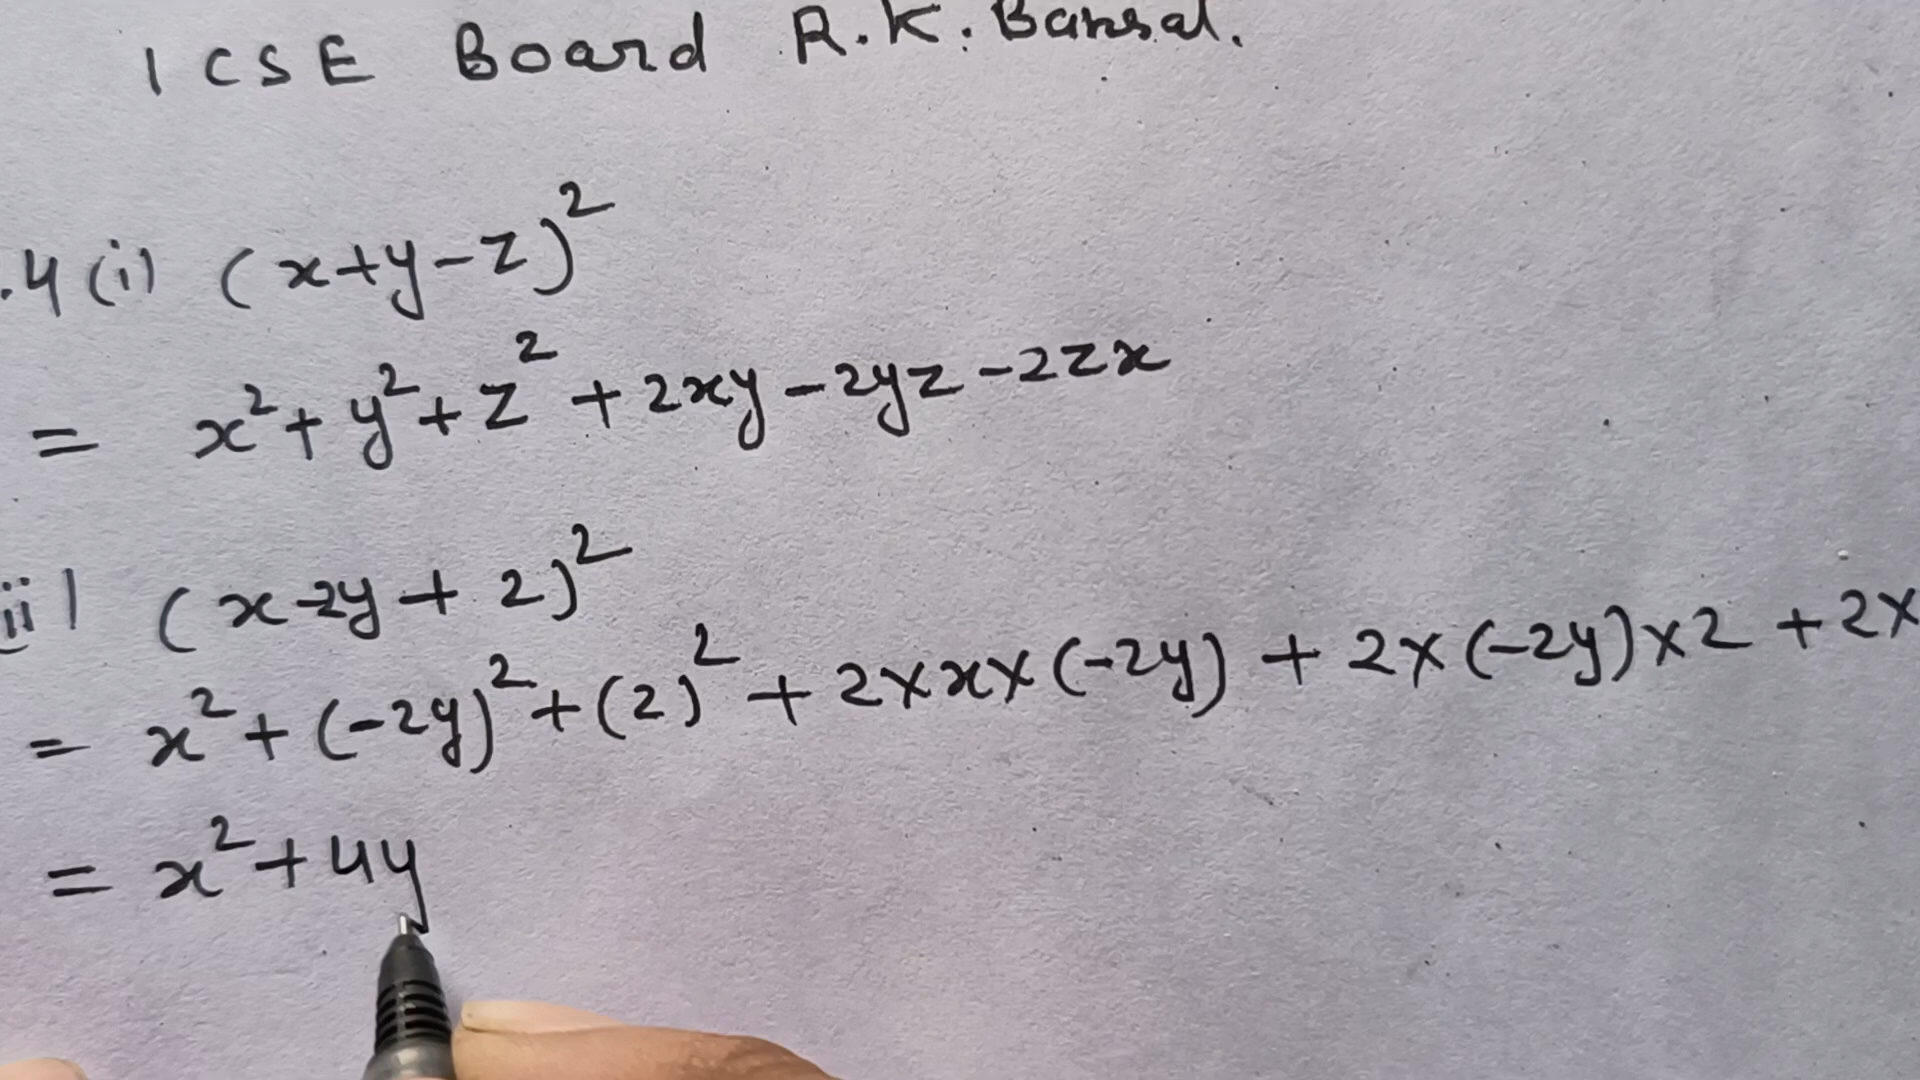 ICSE Board R.K. Bansal.
.4 (i) (x+y-z)²
= x²+y²+z²+2xy-2yz-2zx
ii) (x-2y+2)²
= x²+(-2y)²+(2)²+2×x×(-2y)+2×(-2y)×2+2×
= x²+4y